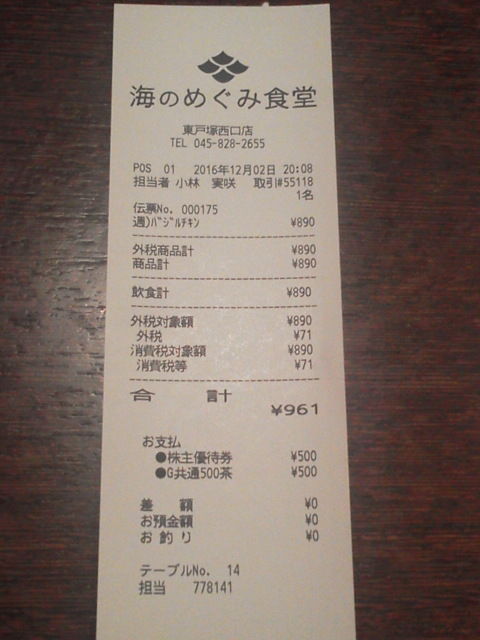 海のめぐみ食堂
東戸塚西口店
TEL 045-828-2655
POS 01 2016年12月02日 20:08
担当者 小林 実咲 取引#55118
1名
伝票No. 000175
週)ﾊﾞｼﾞﾙﾁｷﾝ ¥890
外税商品計 ¥890
商品計 ¥890
飲食計 ¥890
外税対象額 ¥890
外税 ¥71
消費税対象額 ¥890
消費税等 ¥71
合 計 ¥961
お支払
●株主優待券 ¥500
●G共通500茶 ¥500
差 額 ¥0
お預金額 ¥0
お釣り ¥0
テーブルNo. 14
担当 778141